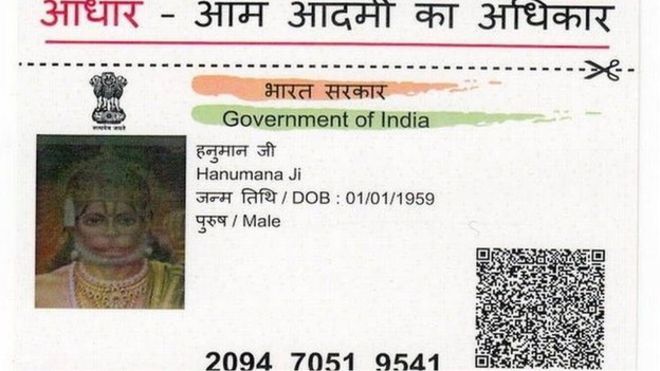 आधार - आम आदमी का अधिकार
भारत सरकार
Government of India
सत्यमेव जयते
हनुमान जी
Hanumana Ji
जन्म तिथि / DOB : 01/01/1959
पुरुष / Male
2094 7051 9541